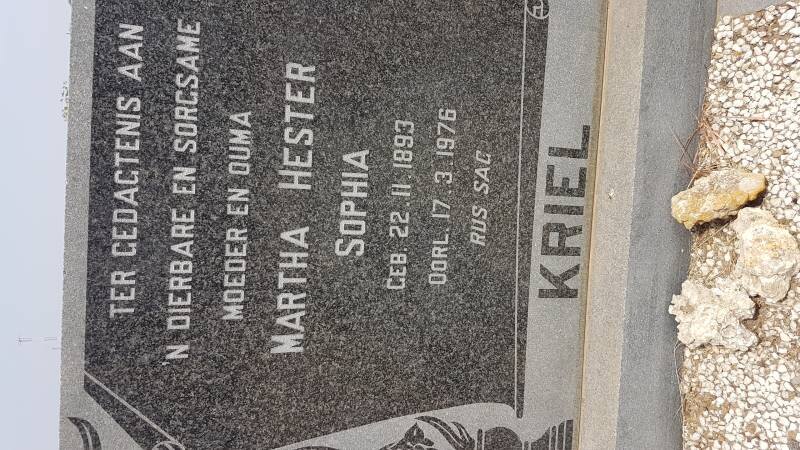 TER GEDAGTENIS AAN
'N DIERBARE EN SORGSAME
MOEDER EN OUMA
MARTHA HESTER
SOPHIA
GEB. 22.11.1893
OORL. 17.3.1976
RUS SAG
KRIEL